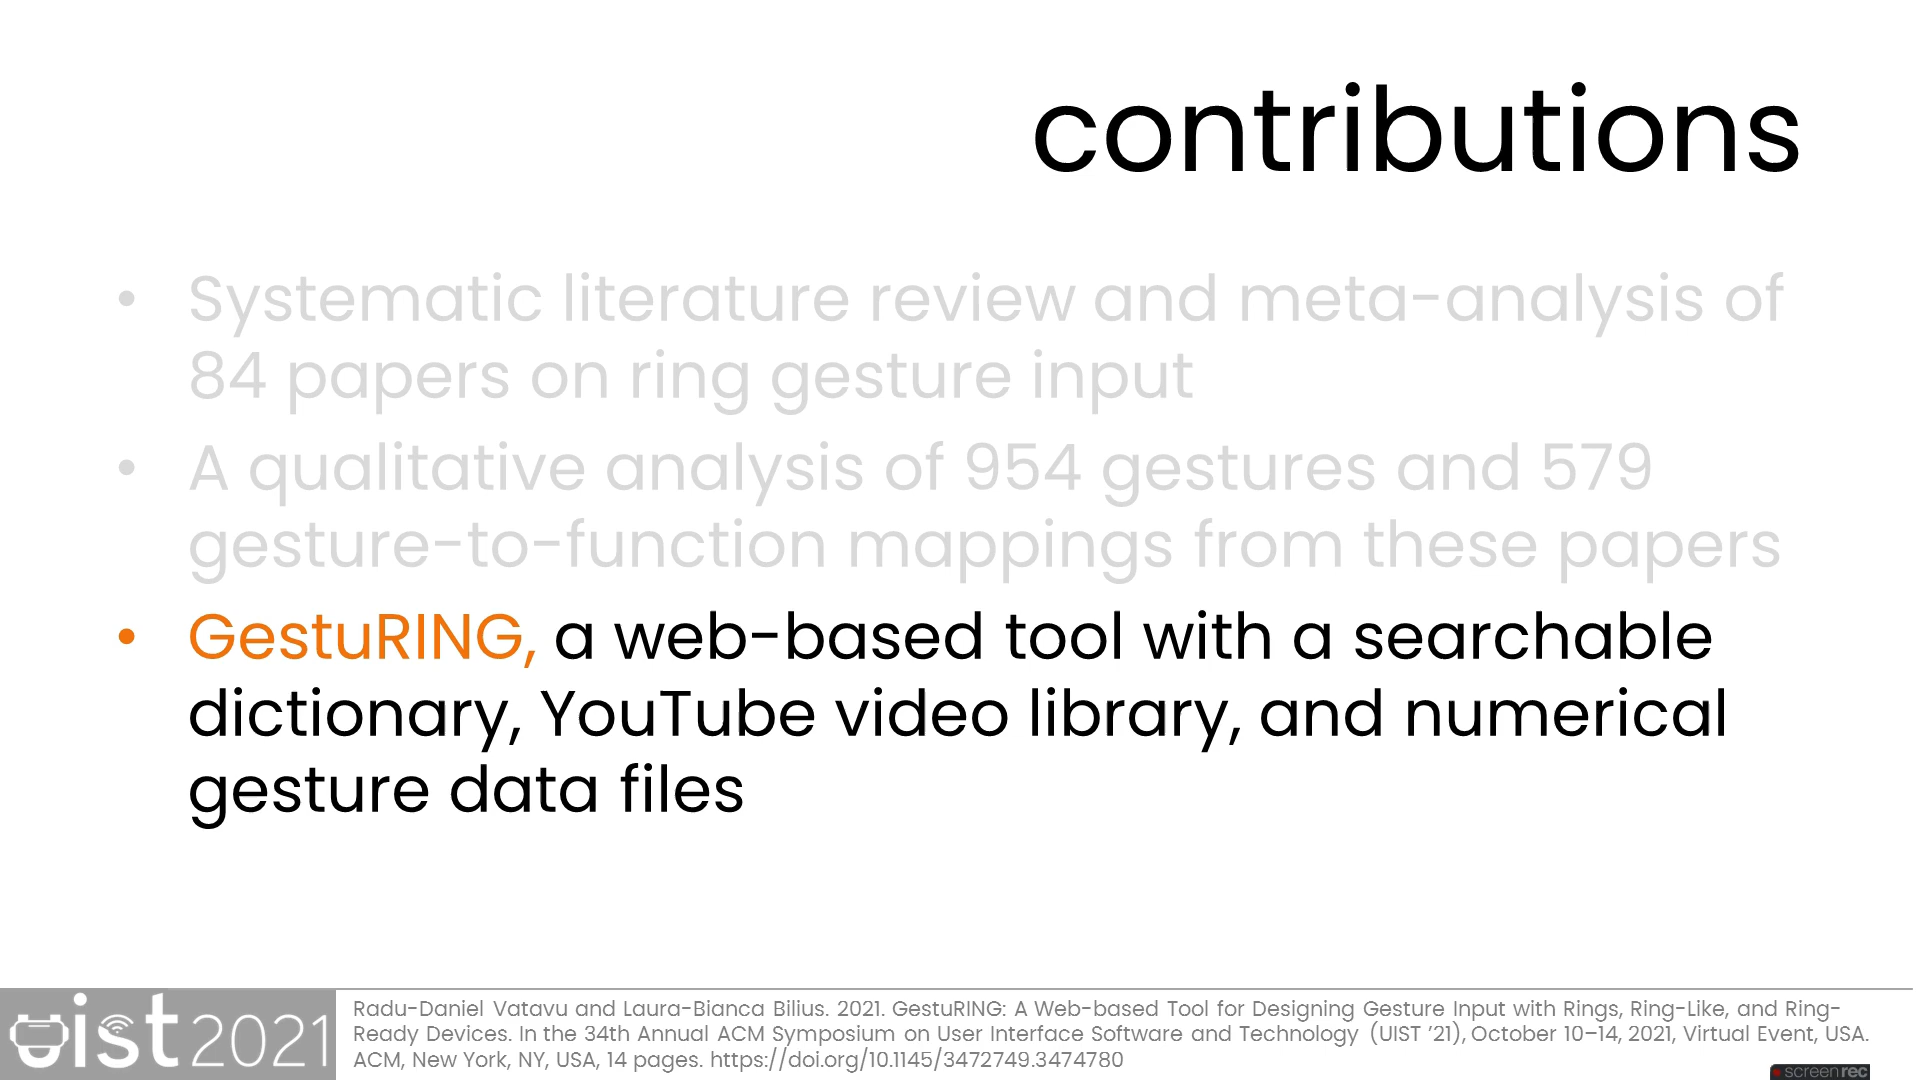 contributions
• Systematic literature review and meta-analysis of
84 papers on ring gesture input
• A qualitative analysis of 954 gestures and 579
gesture-to-function mappings from these papers
• GestuRING, a web-based tool with a searchable
dictionary, YouTube video library, and numerical
gesture data files
uist 2021
Radu-Daniel Vatavu and Laura-Bianca Bilius. 2021. GestuRING: A Web-based Tool for Designing Gesture Input with Rings, Ring-Like, and Ring-
Ready Devices. In the 34th Annual ACM Symposium on User Interface Software and Technology (UIST ’21), October 10–14, 2021, Virtual Event, USA.
ACM, New York, NY, USA, 14 pages. https://doi.org/10.1145/3472749.3474780
screenrec